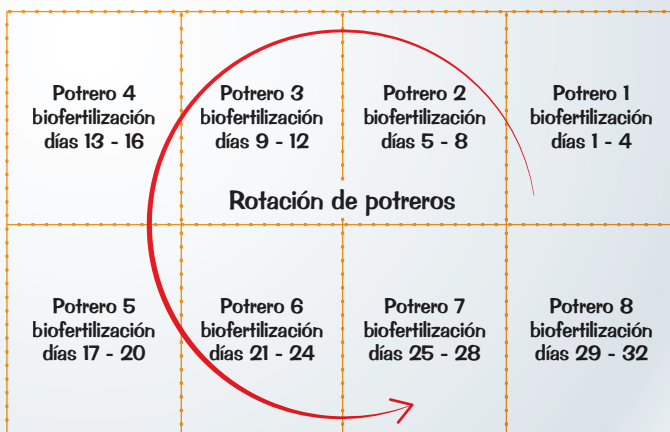 Potrero 4
biofertilización
días 13 - 16
Potrero 3
biofertilización
días 9 - 12
Potrero 2
biofertilización
días 5 - 8
Potrero 1
biofertilización
días 1 - 4
Rotación de potreros
Potrero 5
biofertilización
días 17 - 20
Potrero 6
biofertilización
días 21 - 24
Potrero 7
biofertilización
días 25 - 28
Potrero 8
biofertilización
días 29 - 32